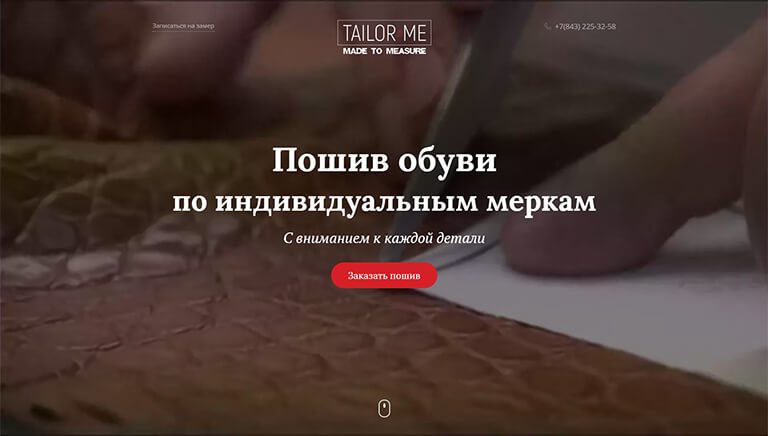 Записаться на замер
TAILOR ME
MADE TO MEASURE
+7(843) 225-32-58
Пошив обуви
по индивидуальным меркам
С вниманием к каждой детали
Заказать пошив